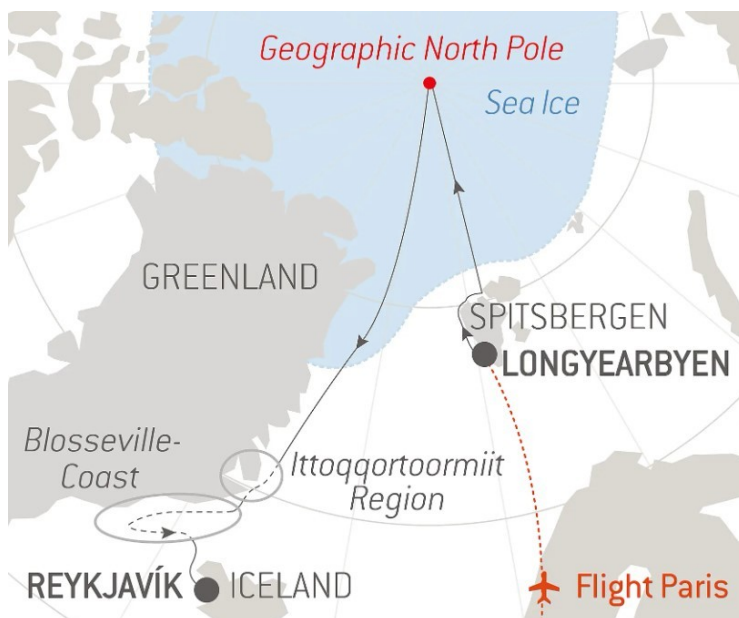 Geographic North Pole
Sea Ice
GREENLAND
SPITSBERGEN
LONGYEARBYEN
Blosseville-
Coast
Ittoqqortoormiit
Region
REYKJAVÍK
ICELAND
Flight Paris